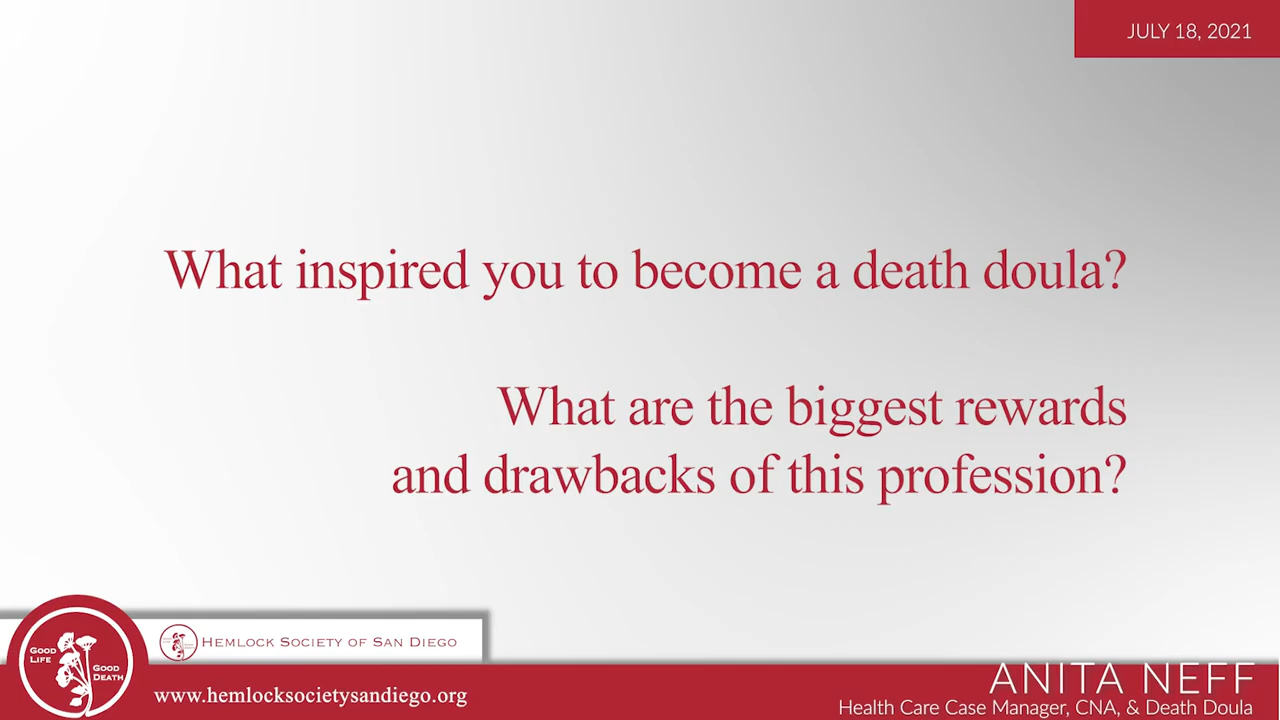 JULY 18, 2021
What inspired you to become a death doula?
What are the biggest rewards
and drawbacks of this profession?
GOOD
LIFE
GOOD
DEATH
HEMLOCK SOCIETY OF SAN DIEGO
www.hemlocksocietysandiego.org
ANITA NEFF
Health Care Case Manager, CNA, & Death Doula